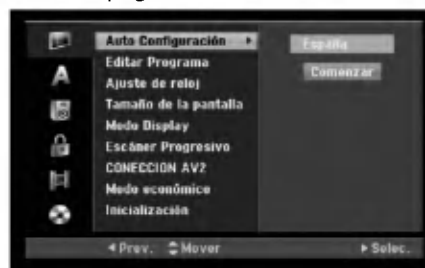 Auto Configuración
España
Editar Programa
Comenzar
Ajuste de reloj
Tamaño de la pantalla
Modo Display
Escáner Progresivo
CONECCION AV2
Modo económico
Inicialización
Prev. Mover Selec.